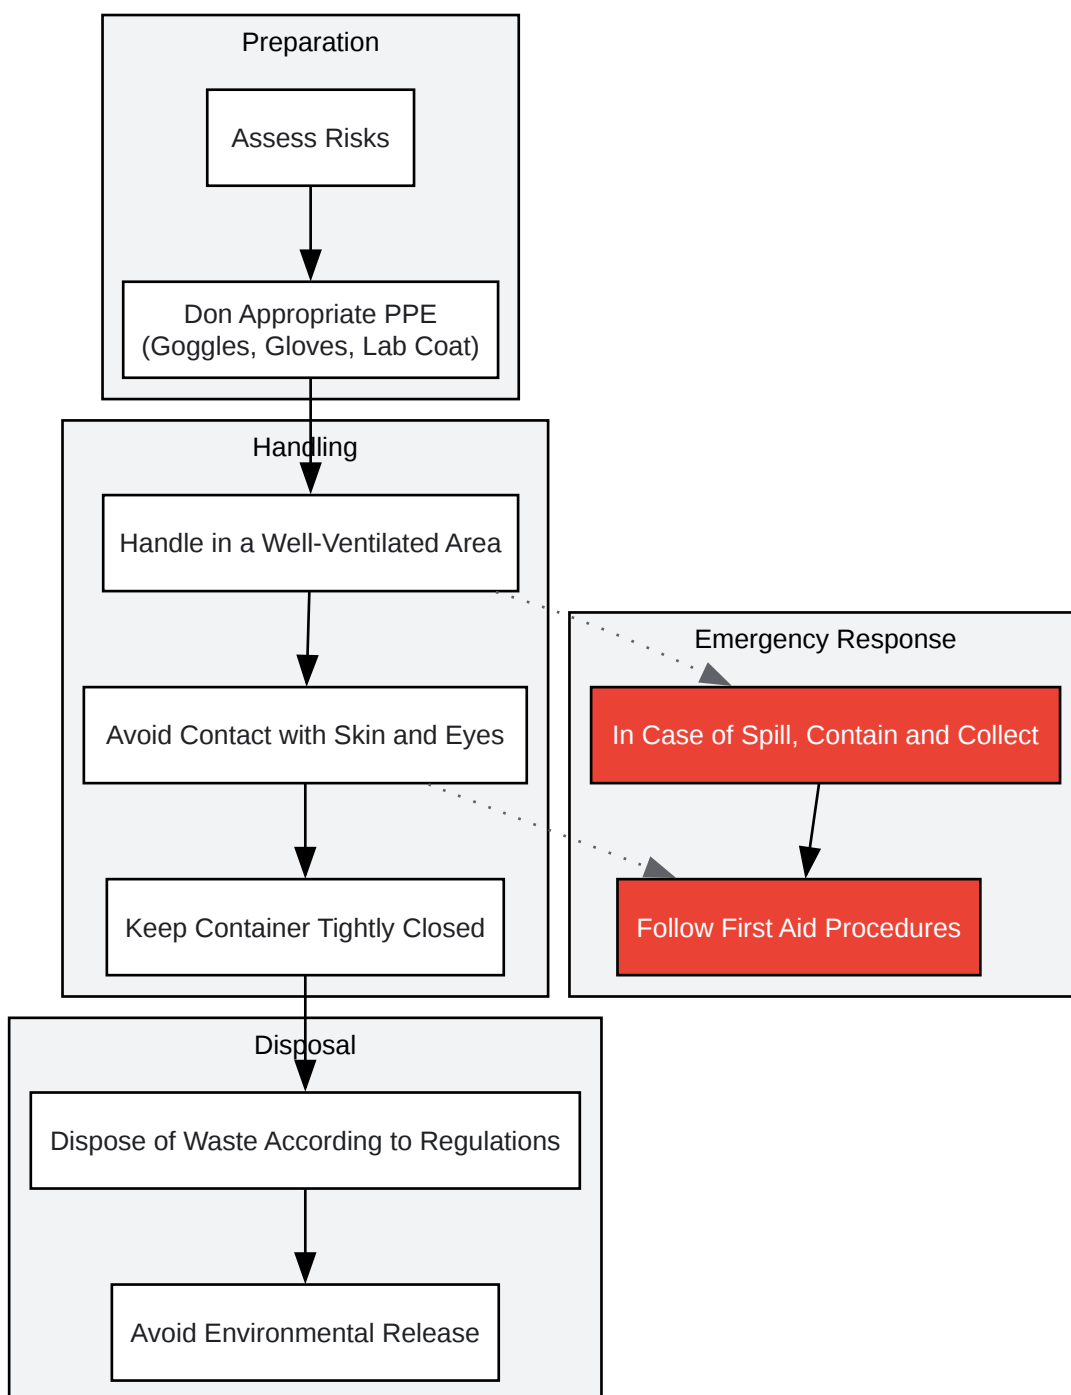 Preparation
Assess Risks
Don Appropriate PPE
(Goggles, Gloves, Lab Coat)
Handling
Handle in a Well-Ventilated Area
Avoid Contact with Skin and Eyes
Keep Container Tightly Closed
Emergency Response
In Case of Spill, Contain and Collect
Follow First Aid Procedures
Disposal
Dispose of Waste According to Regulations
Avoid Environmental Release